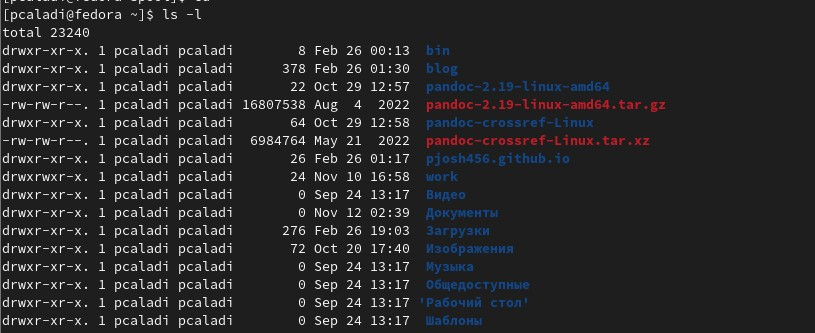 [pcaladi@fedora ~]$ ls -l
total 23240
drwxr-xr-x. 1 pcaladi pcaladi        8 Feb 26 00:13  bin
drwxr-xr-x. 1 pcaladi pcaladi      378 Feb 26 01:30  blog
drwxr-xr-x. 1 pcaladi pcaladi       22 Oct 29 12:57  pandoc-2.19-linux-amd64
-rw-rw-r--. 1 pcaladi pcaladi 16807538 Aug  4  2022  pandoc-2.19-linux-amd64.tar.gz
drwxr-xr-x. 1 pcaladi pcaladi       64 Oct 29 12:58  pandoc-crossref-Linux
-rw-rw-r--. 1 pcaladi pcaladi  6984764 May 21  2022  pandoc-crossref-Linux.tar.xz
drwxr-xr-x. 1 pcaladi pcaladi       26 Feb 26 01:17  pjosh456.github.io
drwxrwxr-x. 1 pcaladi pcaladi       24 Nov 10 16:58  work
drwxr-xr-x. 1 pcaladi pcaladi        0 Sep 24 13:17  Видео
drwxr-xr-x. 1 pcaladi pcaladi        0 Nov 12 02:39  Документы
drwxr-xr-x. 1 pcaladi pcaladi      276 Feb 26 19:03  Загрузки
drwxr-xr-x. 1 pcaladi pcaladi       72 Oct 20 17:40  Изображения
drwxr-xr-x. 1 pcaladi pcaladi        0 Sep 24 13:17  Музыка
drwxr-xr-x. 1 pcaladi pcaladi        0 Sep 24 13:17  Общедоступные
drwxr-xr-x. 1 pcaladi pcaladi        0 Sep 24 13:17 'Рабочий стол'
drwxr-xr-x. 1 pcaladi pcaladi        0 Sep 24 13:17  Шаблоны